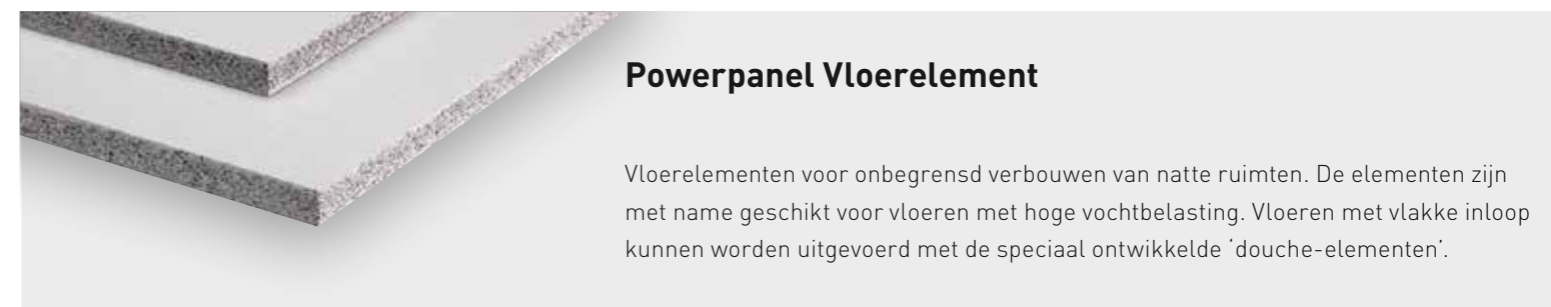 Powerpanel Vloerelement
Vloerelementen voor onbegrensd verbouwen van natte ruimten. De elementen zijn
met name geschikt voor vloeren met hoge vochtbelasting. Vloeren met vlakke inloop
kunnen worden uitgevoerd met de speciaal ontwikkelde ‘douche-elementen’.